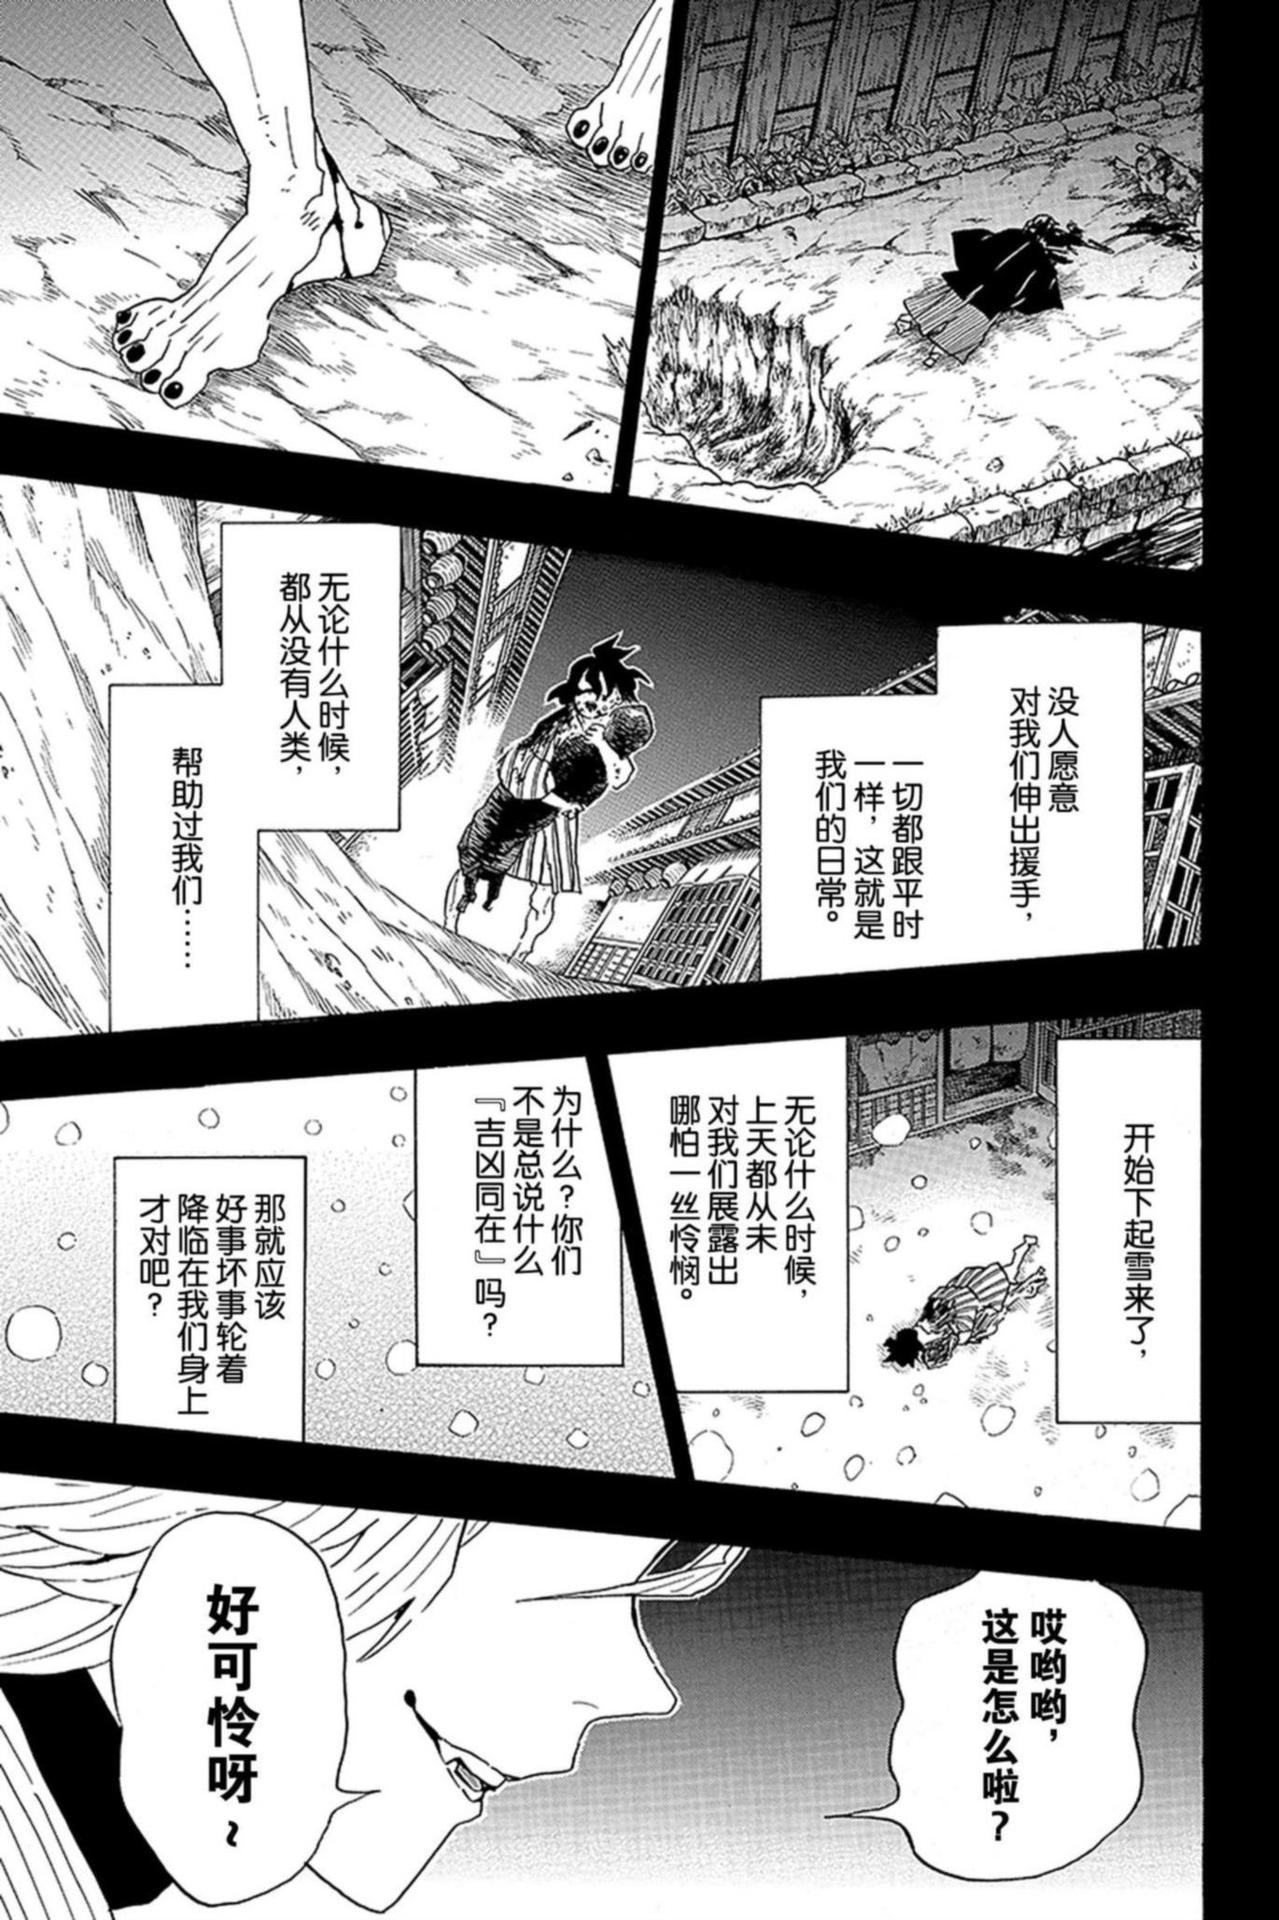 没人愿意
对我们伸出援手，
一切都跟平时
一样，这就是
我们的日常。
无论什么时候，
都从没有人类，
帮助过我们……
开始下起雪来了，
无论什么时候，
上天都从未
对我们展露出
哪怕一丝怜悯。
为什么？你们
不是总说什么
『吉凶同在』吗？
那就应该
好事坏事轮着
降临在我们身上
才对吧？
哎哟哟，
这是怎么啦？
好可怜呀~